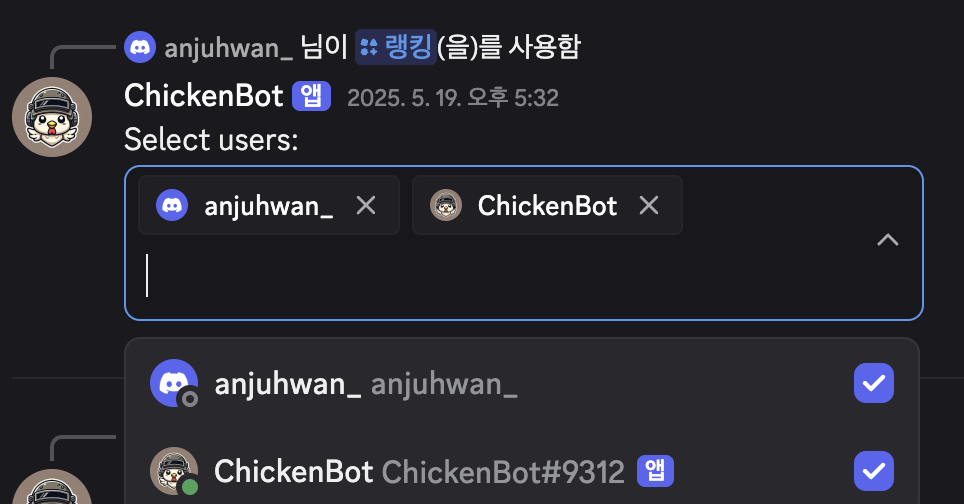 anjuhwan_ 님이 랭킹(을)를 사용함
ChickenBot 앱 2025. 5. 19. 오후 5:32
Select users:
anjuhwan_ ChickenBot
anjuhwan_ anjuhwan_
ChickenBot ChickenBot#9312 앱